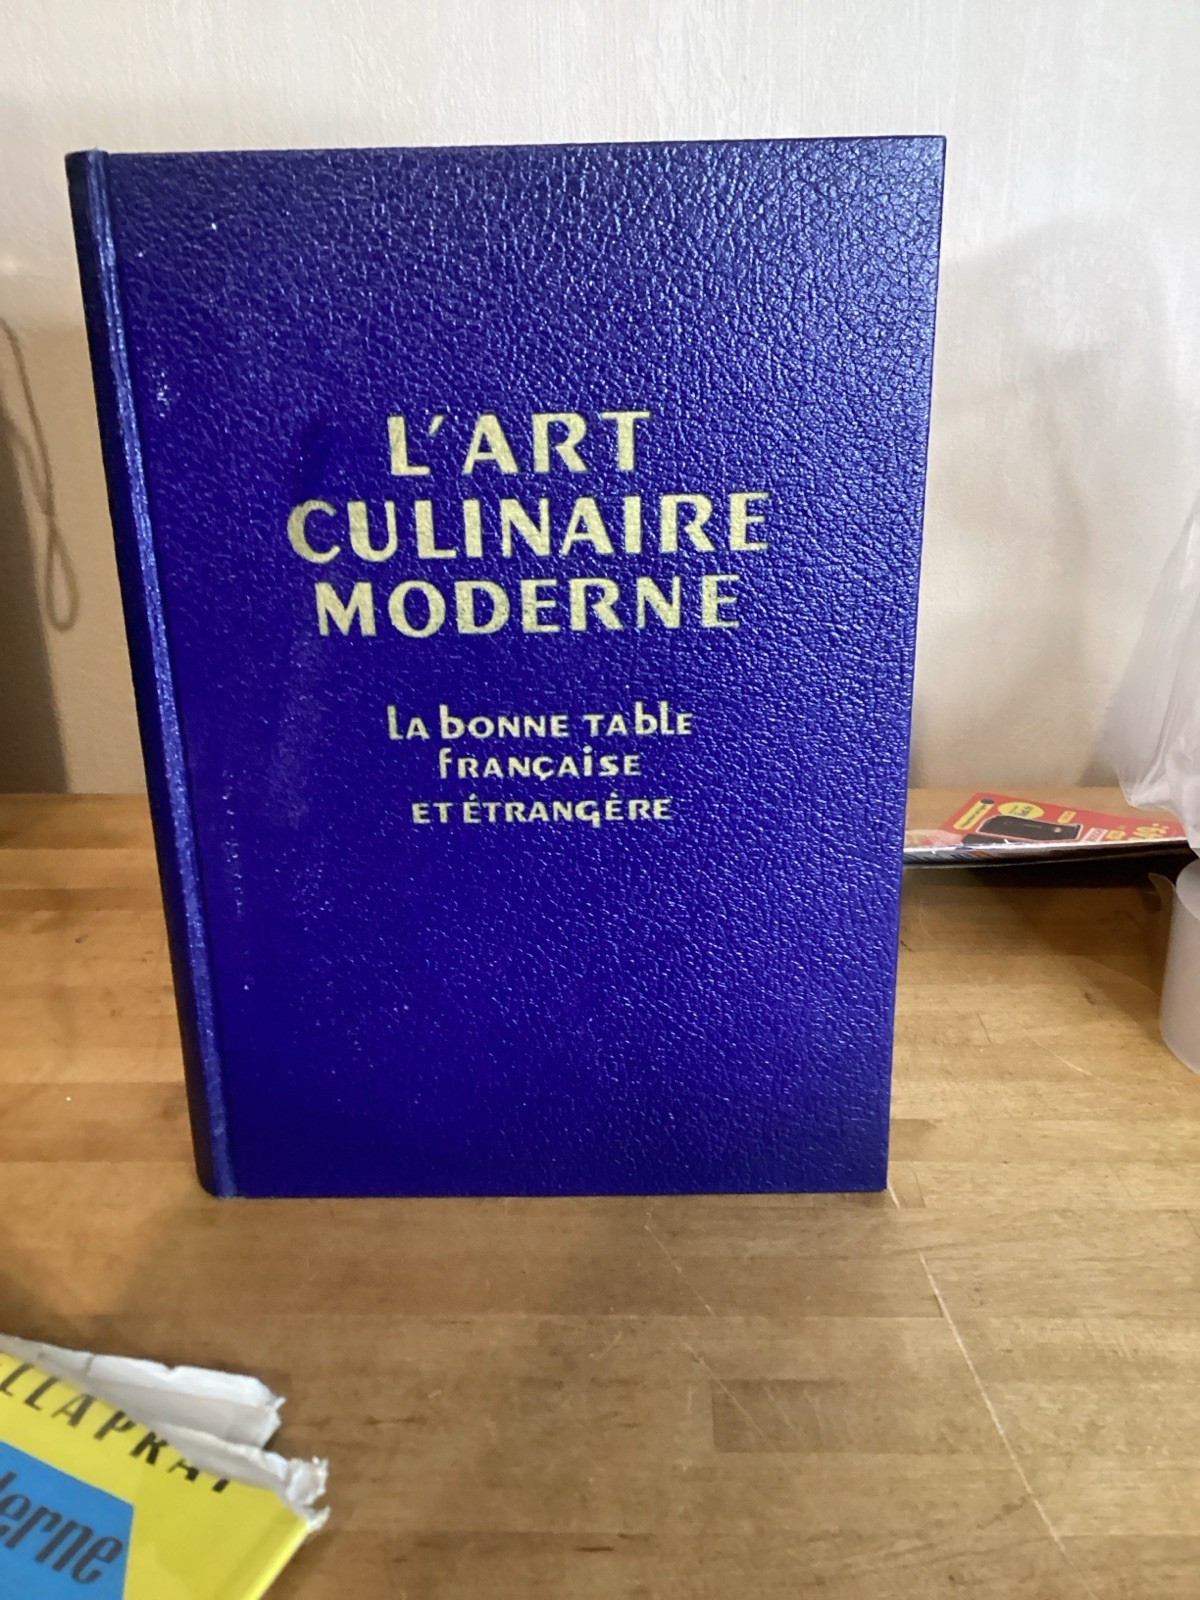 L'ART
CULINAIRE
MODERNE
La bonne table
française
et étrangère
ELLAPRAT
derne